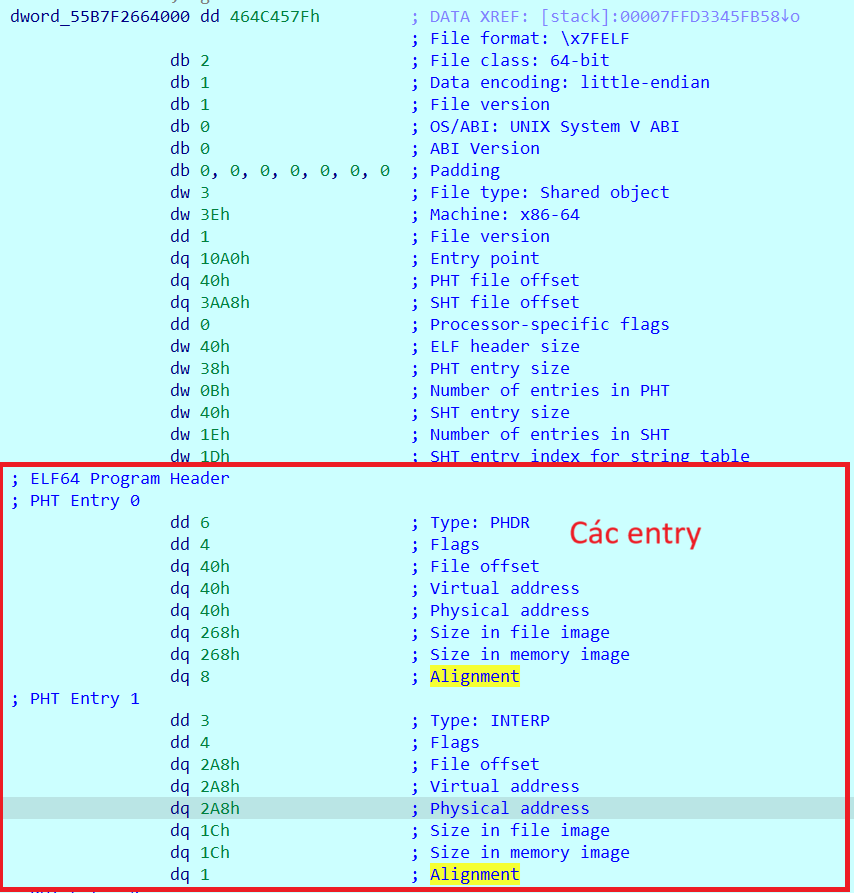 dword_55B7F2664000 dd 464C457Fh ; DATA XREF: [stack]:00007FFD3345FB58↓o
; File format: \x7FELF
db 2 ; File class: 64-bit
db 1 ; Data encoding: little-endian
db 1 ; File version
db 0 ; OS/ABI: UNIX System V ABI
db 0 ; ABI Version
db 0, 0, 0, 0, 0, 0, 0 ; Padding
dw 3 ; File type: Shared object
dw 3Eh ; Machine: x86-64
dd 1 ; File version
dq 10A0h ; Entry point
dq 40h ; PHT file offset
dq 3AA8h ; SHT file offset
dd 0 ; Processor-specific flags
dw 40h ; ELF header size
dw 38h ; PHT entry size
dw 0Bh ; Number of entries in PHT
dw 40h ; SHT entry size
dw 1Eh ; Number of entries in SHT
dw 1Dh ; SHT entry index for string table
; ELF64 Program Header
; PHT Entry 0
dd 6 ; Type: PHDR
Các entry
dd 4 ; Flags
dq 40h ; File offset
dq 40h ; Virtual address
dq 40h ; Physical address
dq 268h ; Size in file image
dq 268h ; Size in memory image
dq 8 ; Alignment
; PHT Entry 1
dd 3 ; Type: INTERP
dd 4 ; Flags
dq 2A8h ; File offset
dq 2A8h ; Virtual address
dq 2A8h ; Physical address
dq 1Ch ; Size in file image
dq 1Ch ; Size in memory image
dq 1 ; Alignment